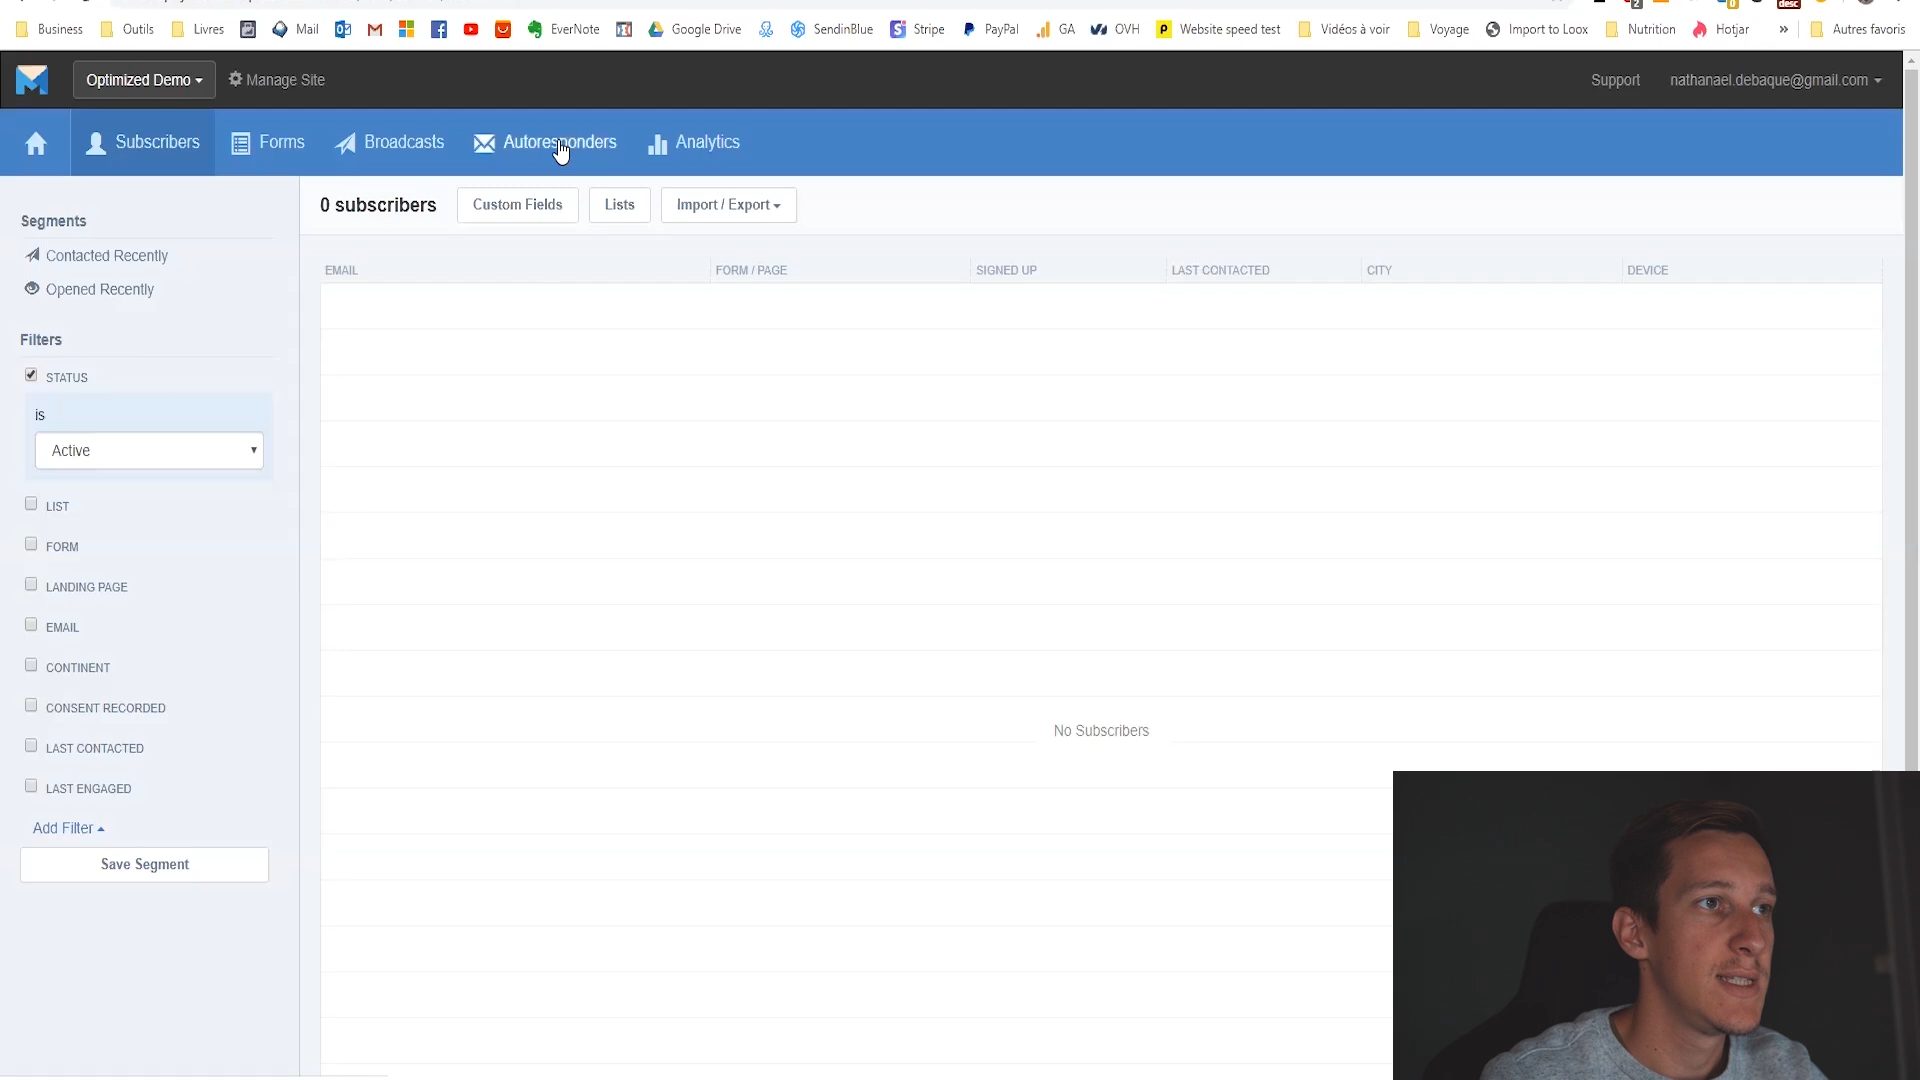 Business Outils Livres Mail EverNote Google Drive SendinBlue Stripe PayPal GA OVH Website speed test Vidéos à voir Voyage Import to Loox Nutrition Hotjar » Autres favoris
Optimized Demo Manage Site Support nathanael.debaque@gmail.com
Subscribers Forms Broadcasts Autoresponders Analytics
0 subscribers Custom Fields Lists Import / Export
Segments
Contacted Recently
Opened Recently
Filters
STATUS
is
Active
LIST
FORM
LANDING PAGE
EMAIL
CONTINENT
CONSENT RECORDED
LAST CONTACTED
LAST ENGAGED
Add Filter
Save Segment
EMAIL FORM / PAGE SIGNED UP LAST CONTACTED CITY DEVICE
No Subscribers